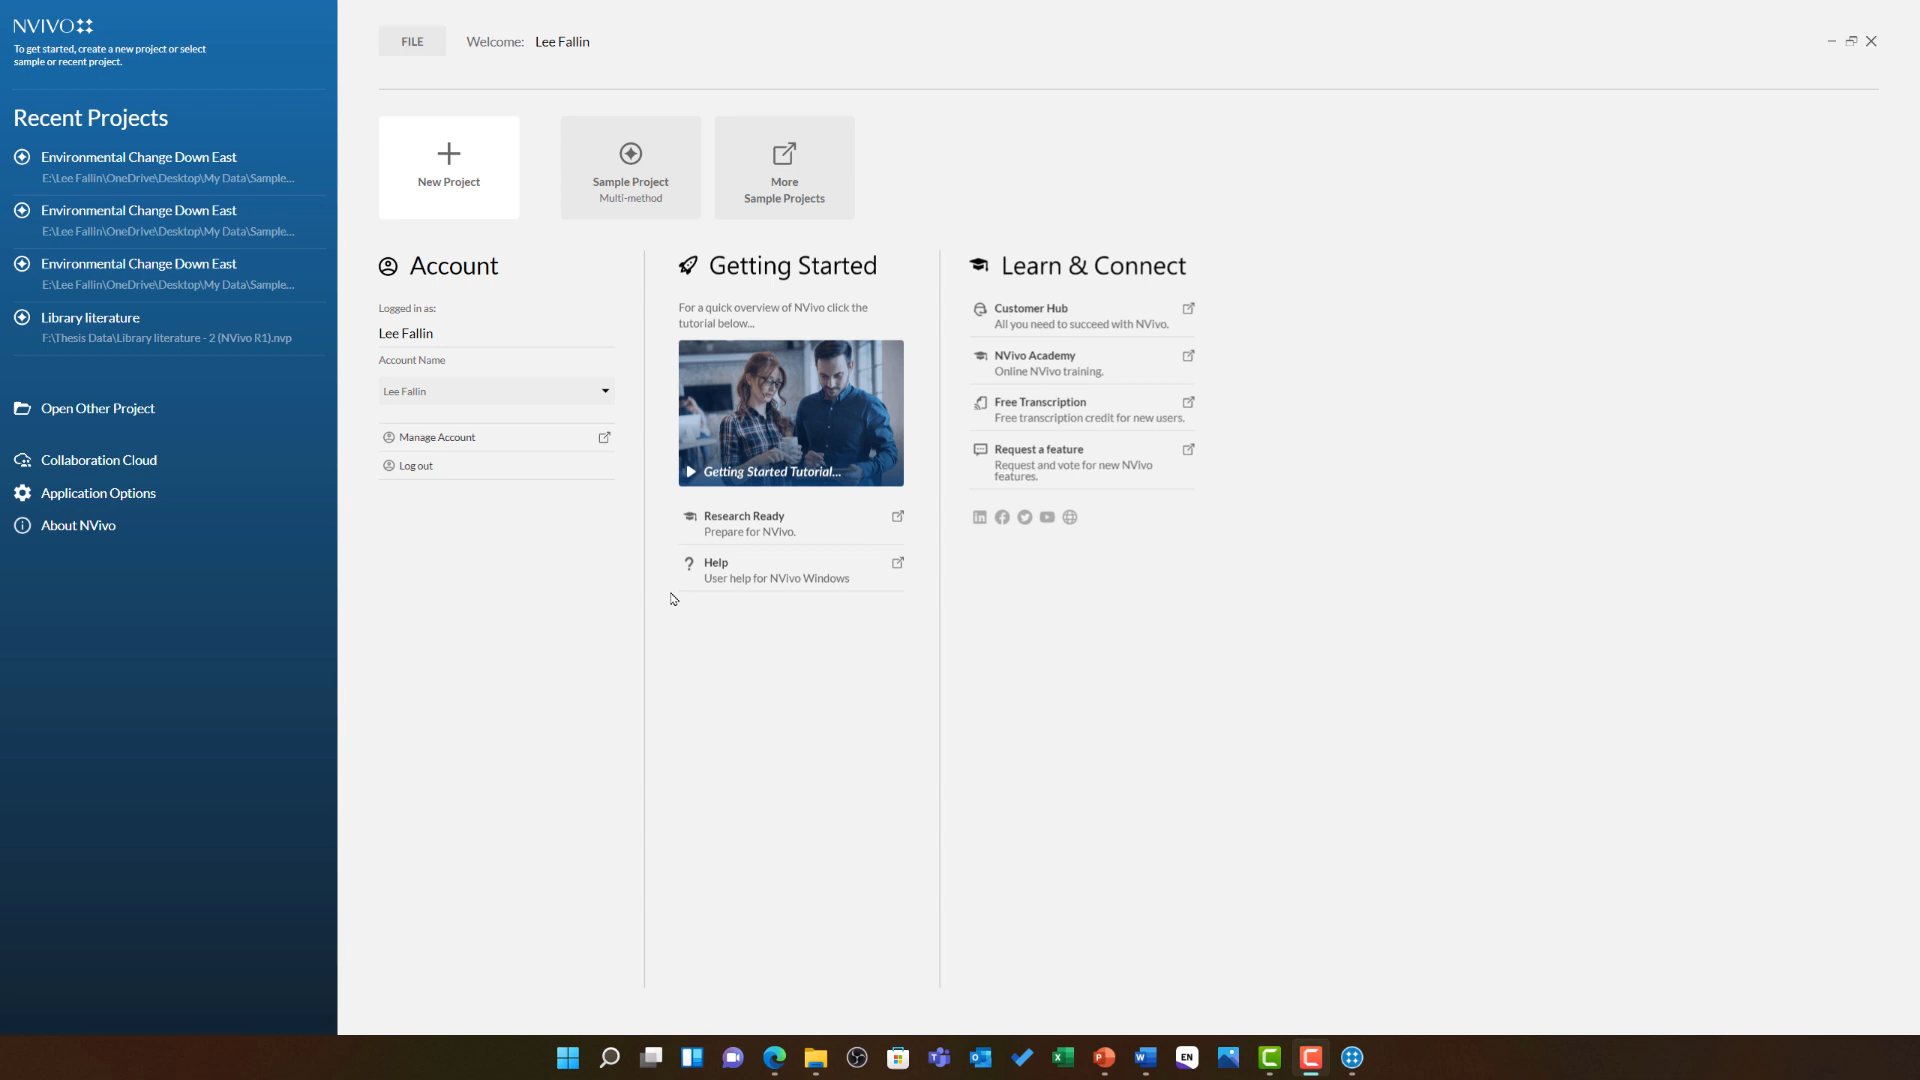 NVIVO
To get started, create a new project or select
sample or recent project.
Recent Projects
Environmental Change Down East
E:\Lee Fallin\OneDrive\Desktop\My Data\Sample...
Environmental Change Down East
E:\Lee Fallin\OneDrive\Desktop\My Data\Sample...
Environmental Change Down East
E:\Lee Fallin\OneDrive\Desktop\My Data\Sample...
Library literature
F:\Thesis Data\Library literature - 2 (NVivo R1).nvp
Open Other Project
Collaboration Cloud
Application Options
About NVivo
FILE
Welcome: Lee Fallin
New Project
Sample Project
Multi-method
More
Sample Projects
Account
Logged in as:
Lee Fallin
Account Name
Lee Fallin
Manage Account
Log out
Getting Started
For a quick overview of NVivo click the
tutorial below...
Getting Started Tutorial...
Research Ready
Prepare for NVivo.
Help
User help for NVivo Windows
Learn & Connect
Customer Hub
All you need to succeed with NVivo.
NVivo Academy
Online NVivo training.
Free Transcription
Free transcription credit for new users.
Request a feature
Request and vote for new NVivo
features.
EN